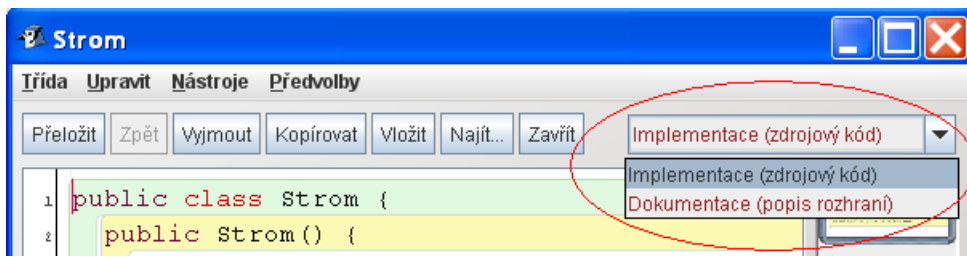 Strom
Třída Upravit Nástroje Předvolby
Přeložit Zpět Vyjmout Kopírovat Vložit Najít... Zavřít Implementace (zdrojový kód)
Implementace (zdrojový kód)
Dokumentace (popis rozhraní)
1 public class Strom {
2 public Strom() {